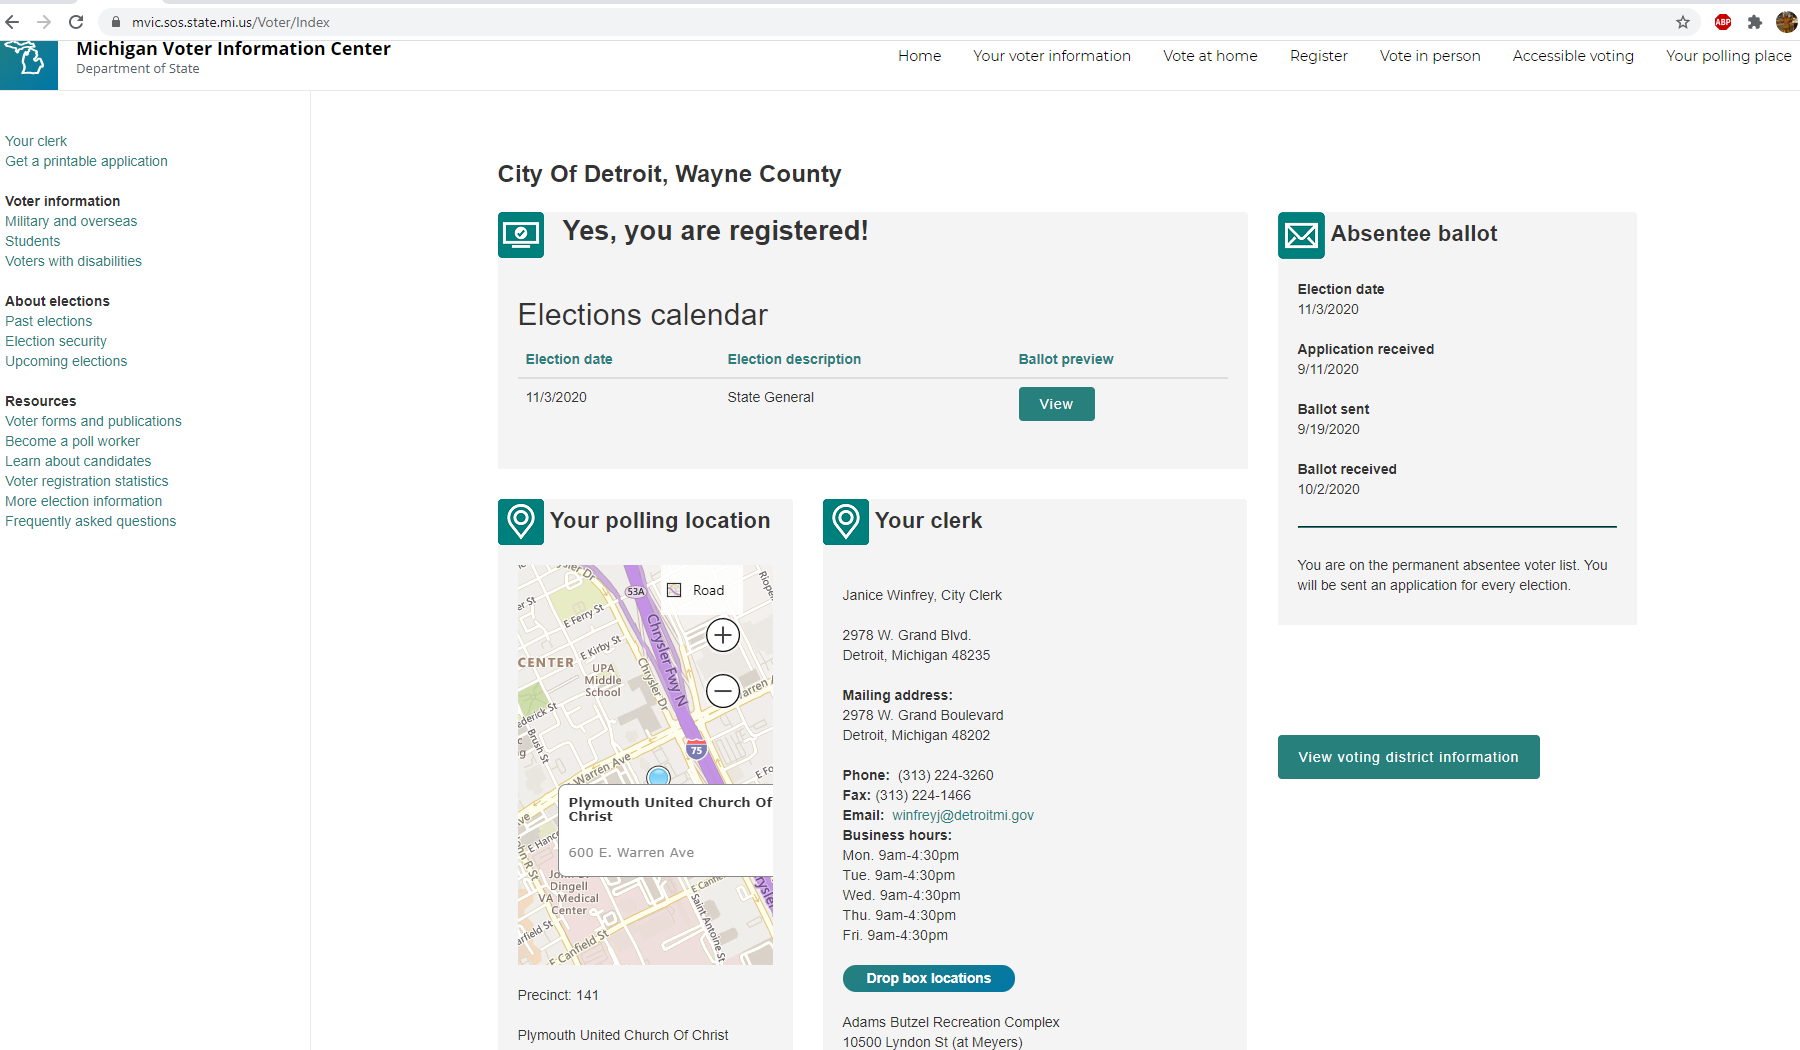 mvic.sos.state.mi.us/Voter/Index
ABP
Michigan Voter Information Center
Department of State
Home
Your voter information
Vote at home
Register
Vote in person
Accessible voting
Your polling place
Your clerk
Get a printable application
Voter information
Military and overseas
Students
Voters with disabilities
About elections
Past elections
Election security
Upcoming elections
Resources
Voter forms and publications
Become a poll worker
Learn about candidates
Voter registration statistics
More election information
Frequently asked questions
City Of Detroit, Wayne County
Yes, you are registered!
Elections calendar
Election date Election description Ballot preview
11/3/2020 State General View
Absentee ballot
Election date
11/3/2020
Application received
9/11/2020
Ballot sent
9/19/2020
Ballot received
10/2/2020
You are on the permanent absentee voter list. You
will be sent an application for every election.
View voting district information
Your polling location
Road
53A
E Ferry St
Chrysler Fwy N
E Kirby St
CENTER
UPA
Middle
School
Chrysler Dr
Brush St
75
Warren Ave
Plymouth United Church Of
Christ
600 E. Warren Ave
Dingell
VA Medical
Center
Saint Antoine St
E Canfield St
Precinct: 141
Plymouth United Church Of Christ
Your clerk
Janice Winfrey, City Clerk
2978 W. Grand Blvd.
Detroit, Michigan 48235
Mailing address:
2978 W. Grand Boulevard
Detroit, Michigan 48202
Phone: (313) 224-3260
Fax: (313) 224-1466
Email: winfreyj@detroitmi.gov
Business hours:
Mon. 9am-4:30pm
Tue. 9am-4:30pm
Wed. 9am-4:30pm
Thu. 9am-4:30pm
Fri. 9am-4:30pm
Drop box locations
Adams Butzel Recreation Complex
10500 Lyndon St (at Meyers)